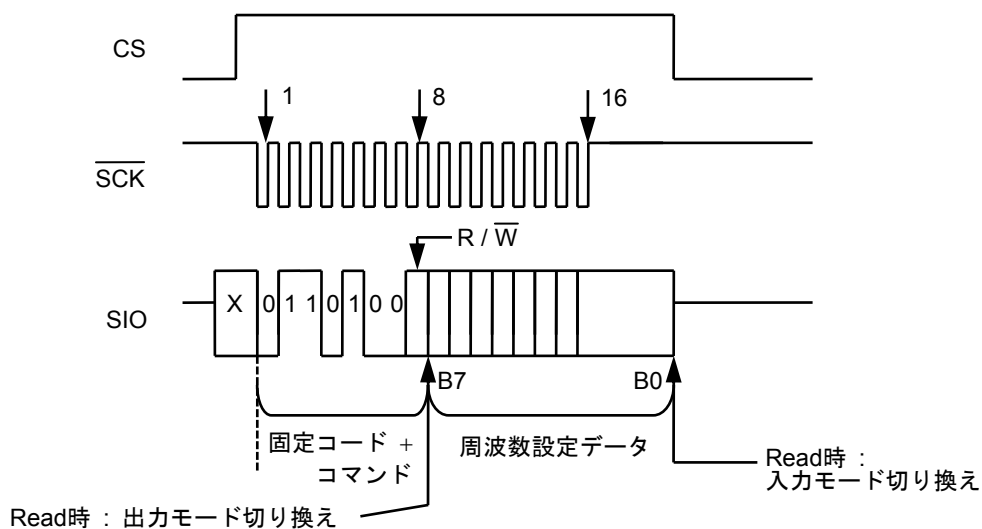 CS
1
8
16
SCK
R / W
SIO
X 0 1 1 0 1 0 0
B7
B0
固定コード +
コマンド
周波数設定データ
Read時 :
入力モード切り換え
Read時 : 出力モード切り換え